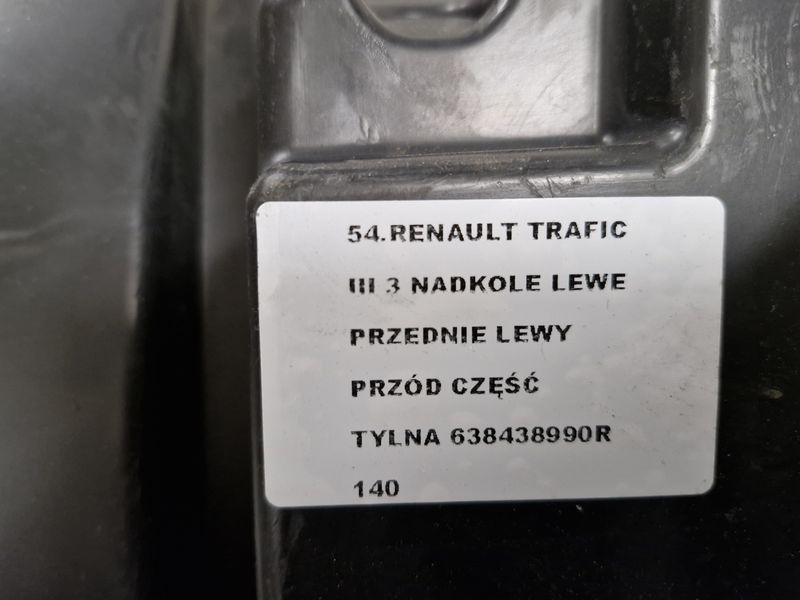 54.RENAULT TRAFIC
III 3 NADKOLE LEWE
PRZEDNIE LEWY
PRZÓD CZĘŚĆ
TYLNA 638438990R
140